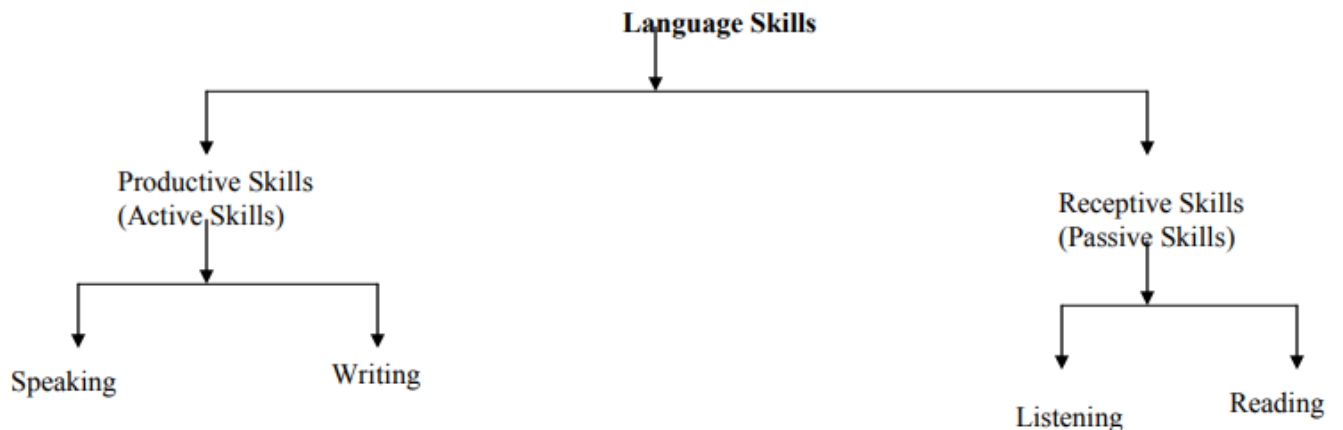 Language Skills
Productive Skills
(Active Skills)
Receptive Skills
(Passive Skills)
Speaking
Writing
Listening
Reading